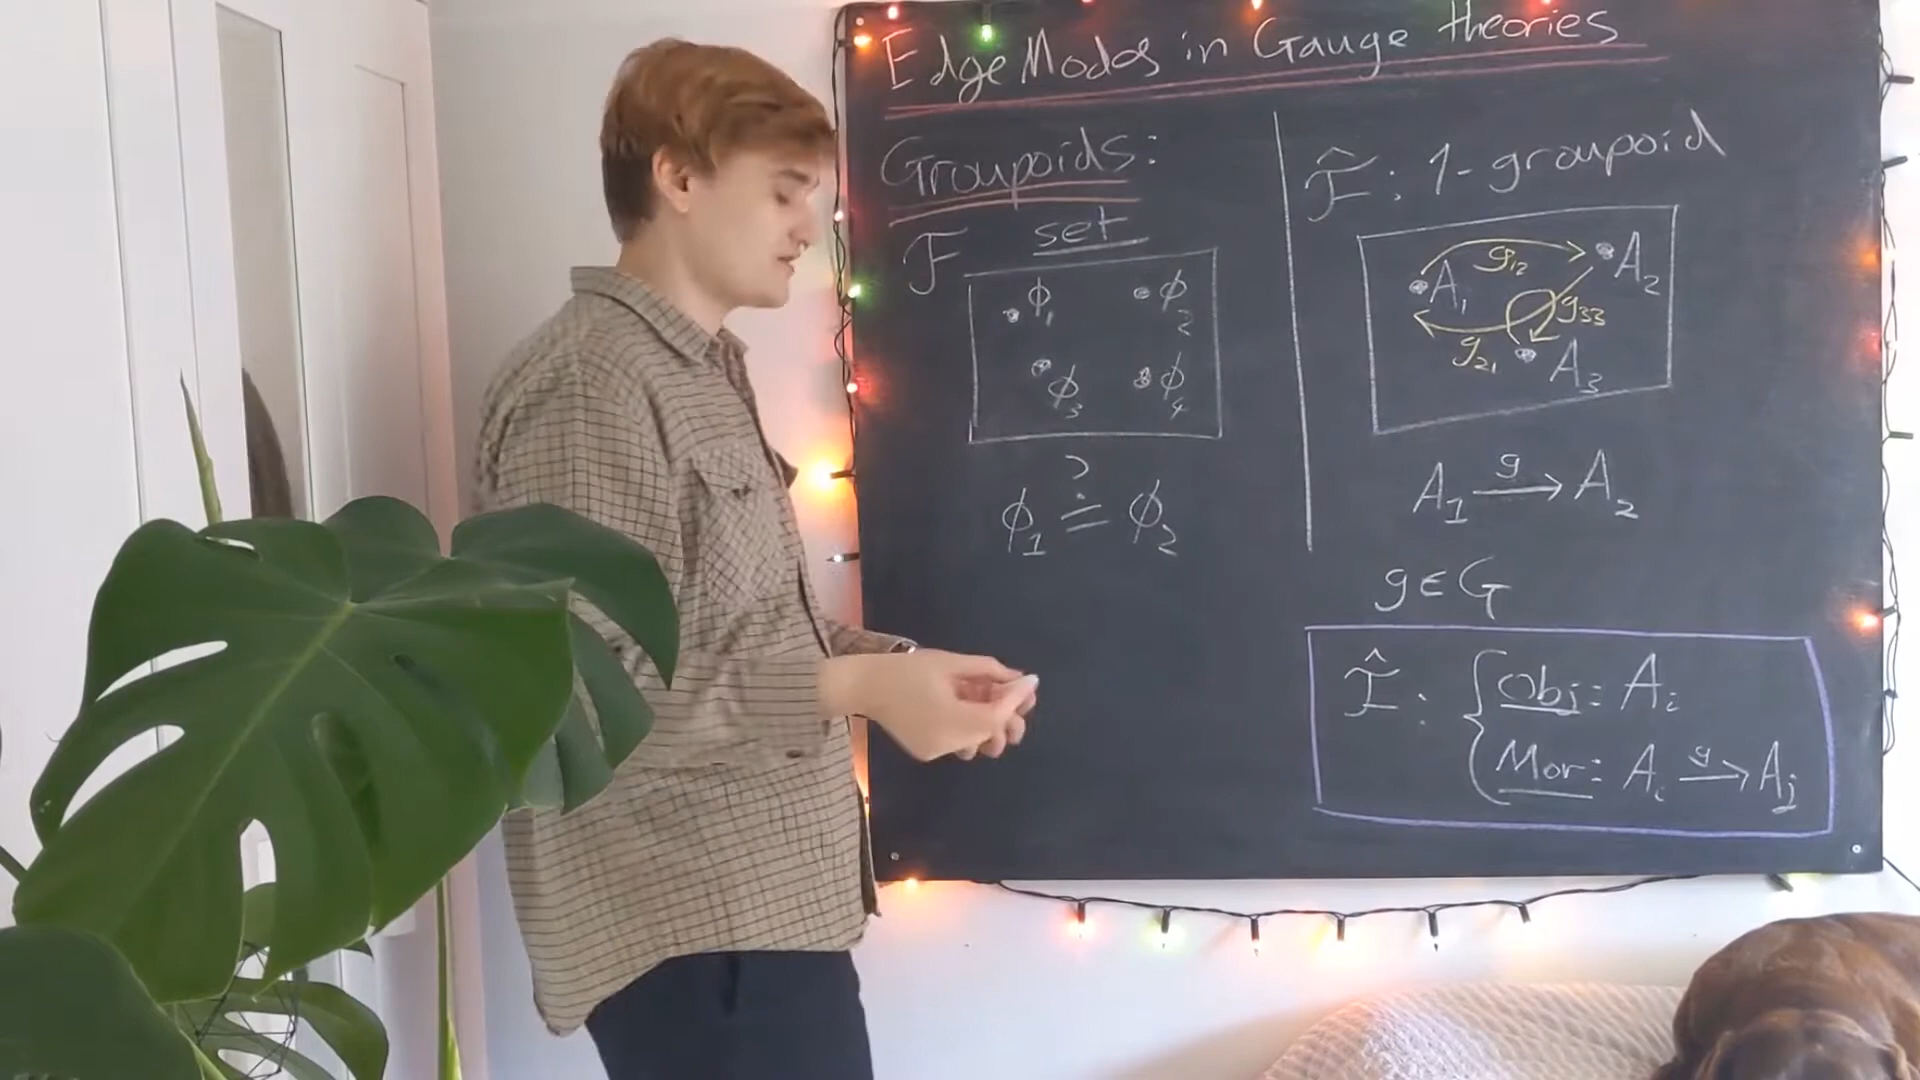 Edge Modes in Gauge theories
Groupoids:
F set
ϕ₁ ϕ₂
ϕ₃ ϕ₄
?
ϕ₁ ≐ ϕ₂
F̂: 1-groupoid
g₁₂
A₁ A₂
g₃₃
g₂₁
A₃
A₁ —g→ A₂
g∈G
F̂: { Obj: Aᵢ
Mor: Aᵢ —g→ Aⱼ